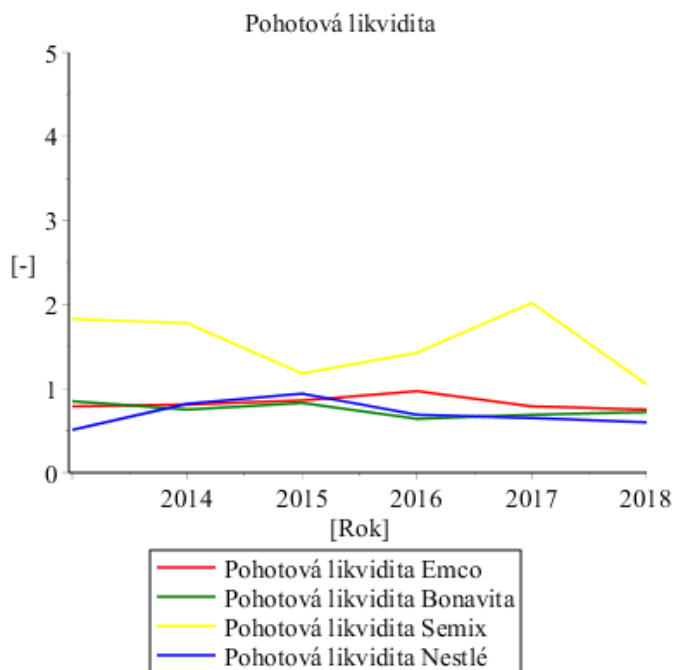 Pohotová likvidita
5
4
3
[-]
2
1
0
2014 2015 2016 2017 2018
[Rok]
Pohotová likvidita Emco
Pohotová likvidita Bonavita
Pohotová likvidita Semix
Pohotová likvidita Nestlé